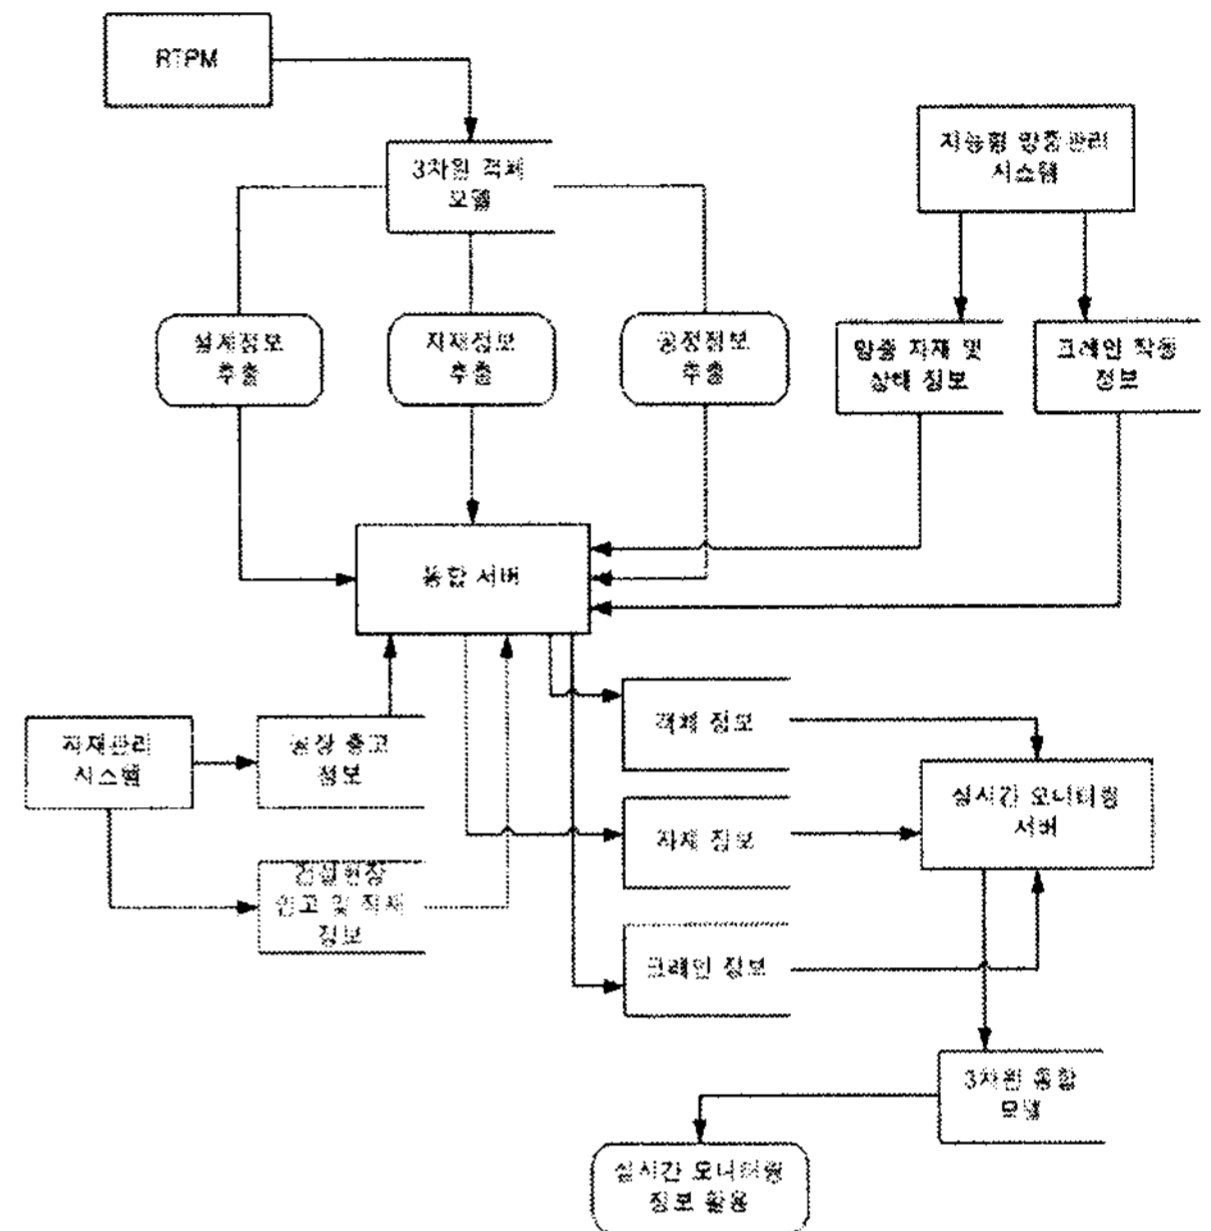 RTPM
3차원 객체
모델
지능형 양중관리
시스템
설계정보
추출
자재정보
추출
공정정보
추출
양중 자재 및
상태 정보
크레인 작동
정보
통합 서버
객체 정보
자재관리
시스템
공장 출고
정보
실시간 모니터링
서버
자재 정보
건설현장
입고 및 적재
정보
크레인 정보
3차원 통합
모델
실시간 모니터링
정보 활용